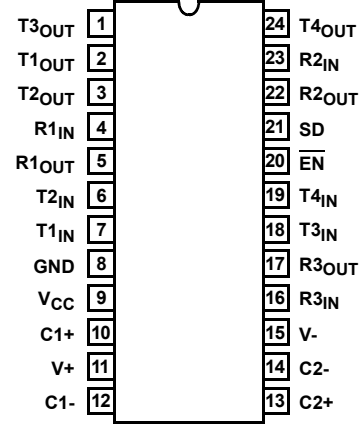 T3OUT 1 24 T4OUT
T1OUT 2 23 R2IN
T2OUT 3 22 R2OUT
R1IN 4 21 SD
R1OUT 5 20 EN
T2IN 6 19 T4IN
T1IN 7 18 T3IN
GND 8 17 R3OUT
VCC 9 16 R3IN
C1+ 10 15 V-
V+ 11 14 C2-
C1- 12 13 C2+